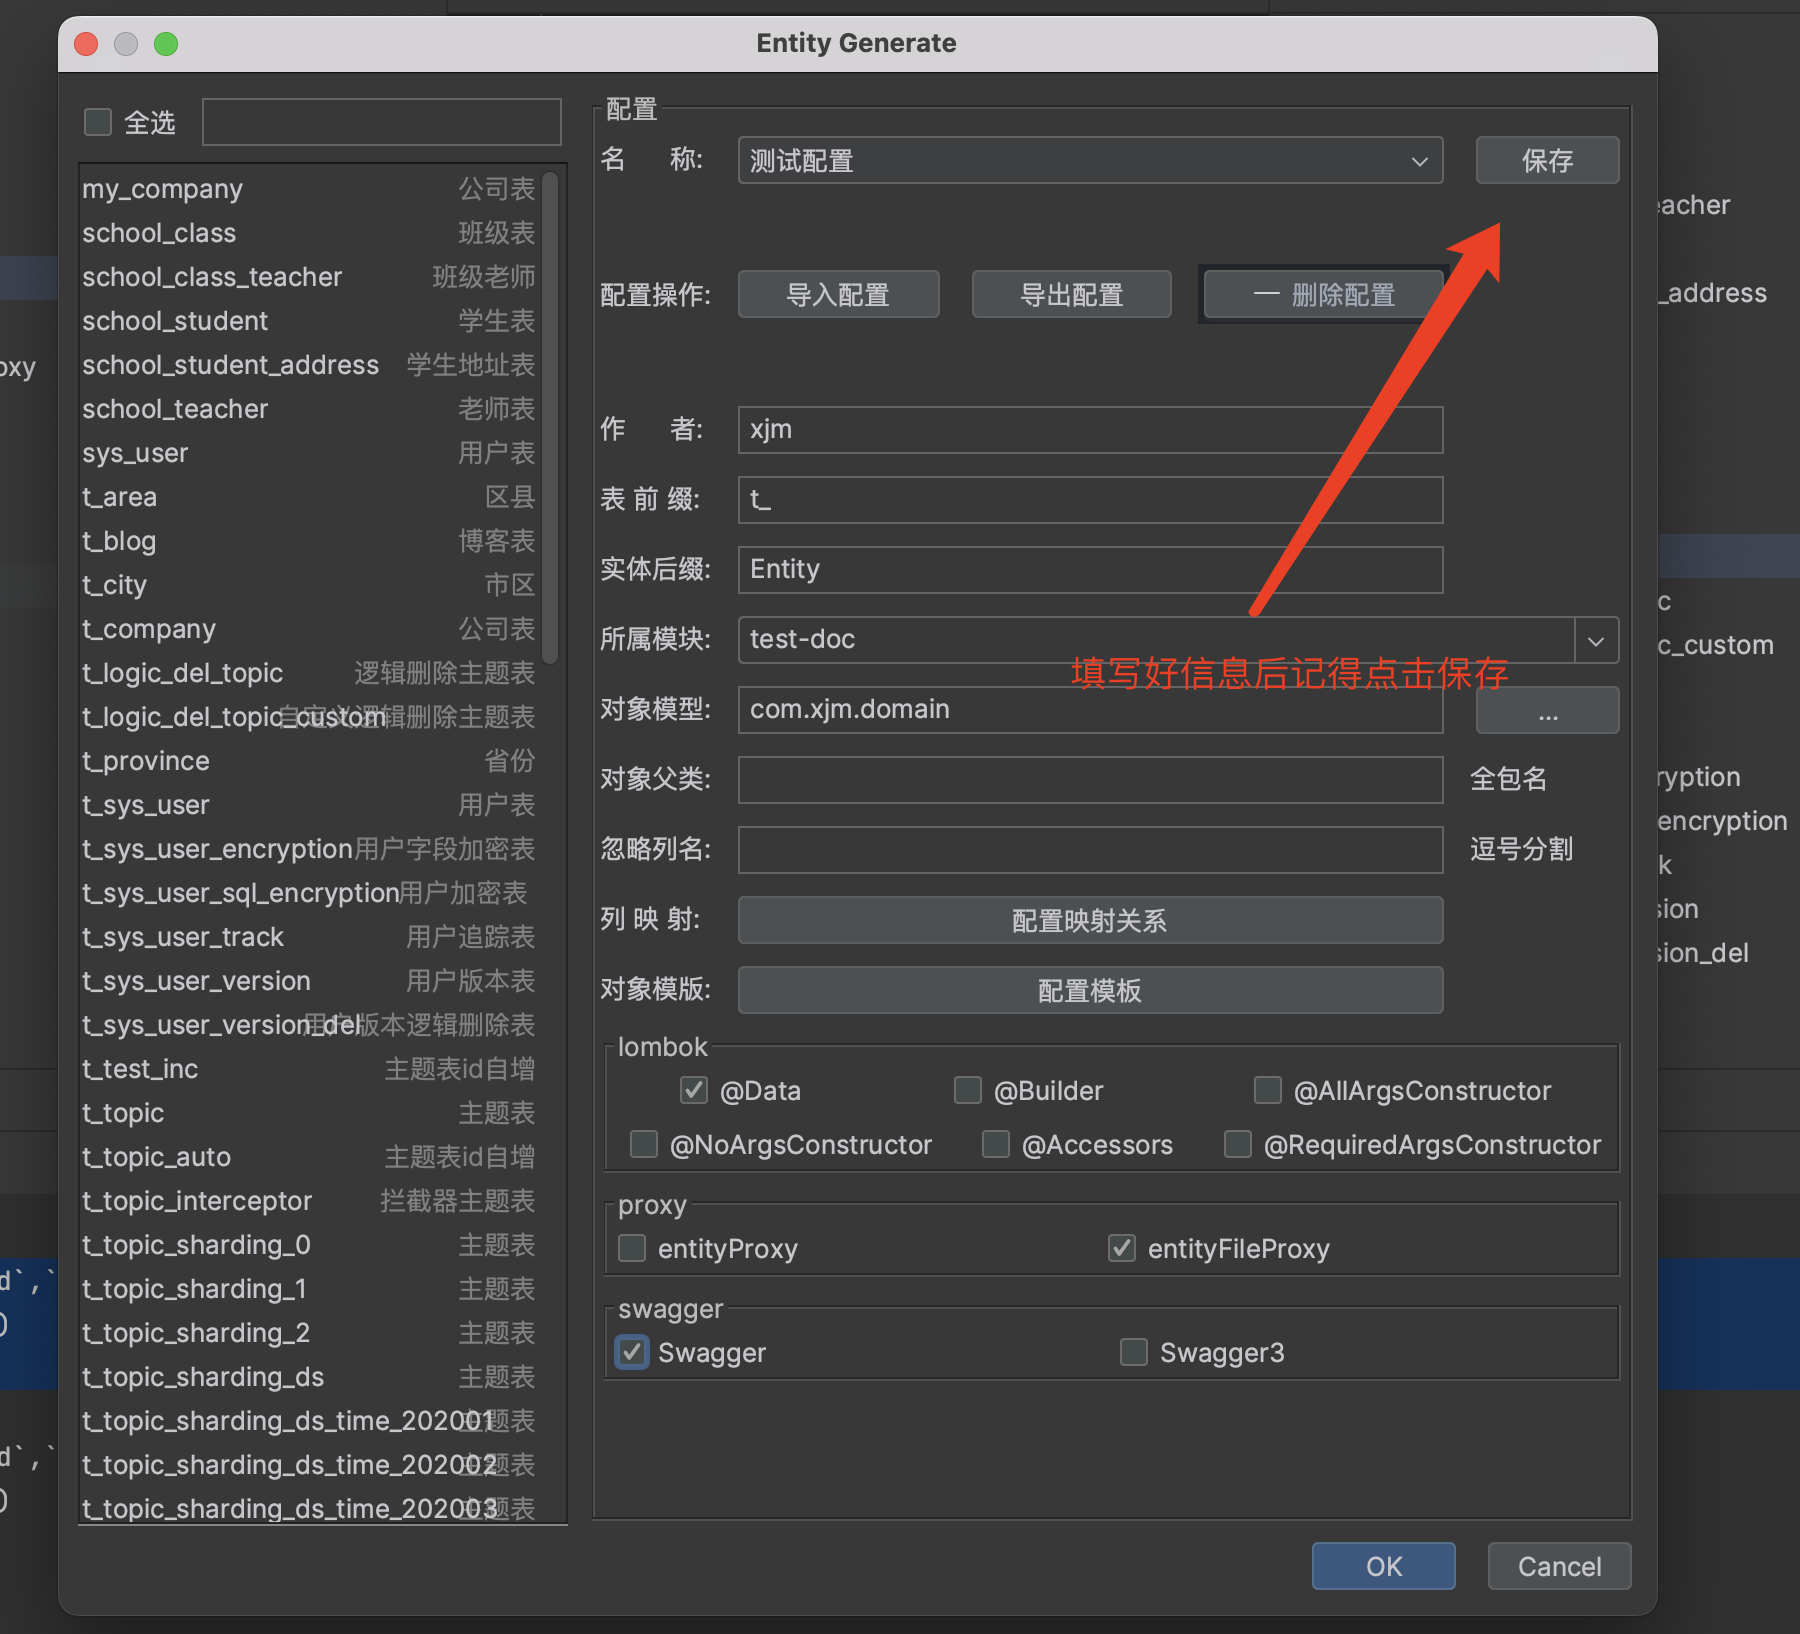 Entity Generate
全选
my_company 公司表
school_class 班级表
school_class_teacher 班级老师
school_student 学生表
school_student_address 学生地址表
school_teacher 老师表
sys_user 用户表
t_area 区县
t_blog 博客表
t_city 市区
t_company 公司表
t_logic_del_topic 逻辑删除主题表
t_logic_del_topic_custom 自定义逻辑删除主题表
t_province 省份
t_sys_user 用户表
t_sys_user_encryption 用户字段加密表
t_sys_user_sql_encryption 用户加密表
t_sys_user_track 用户追踪表
t_sys_user_version 用户版本表
t_sys_user_version_del 用户版本逻辑删除表
t_test_inc 主题表id自增
t_topic 主题表
t_topic_auto 主题表id自增
t_topic_interceptor 拦截器主题表
t_topic_sharding_0 主题表
t_topic_sharding_1 主题表
t_topic_sharding_2 主题表
t_topic_sharding_ds 主题表
t_topic_sharding_ds_time_202001 主题表
t_topic_sharding_ds_time_202002 主题表
t_topic_sharding_ds_time_202003 主题表
配置
名 称: 测试配置 保存
配置操作: 导入配置 导出配置 — 删除配置
作 者: xjm
表 前 缀: t_
实体后缀: Entity
所属模块: test-doc
填写好信息后记得点击保存
对象模型: com.xjm.domain ...
对象父类: 全包名
忽略列名: 逗号分割
列 映 射: 配置映射关系
对象模版: 配置模板
lombok
@Data @Builder @AllArgsConstructor
@NoArgsConstructor @Accessors @RequiredArgsConstructor
proxy
entityProxy entityFileProxy
swagger
Swagger Swagger3
OK Cancel
oxy
d`,`
)
d`,`
)
eacher
_address
c
c_custom
ryption
encryption
k
sion
sion_del